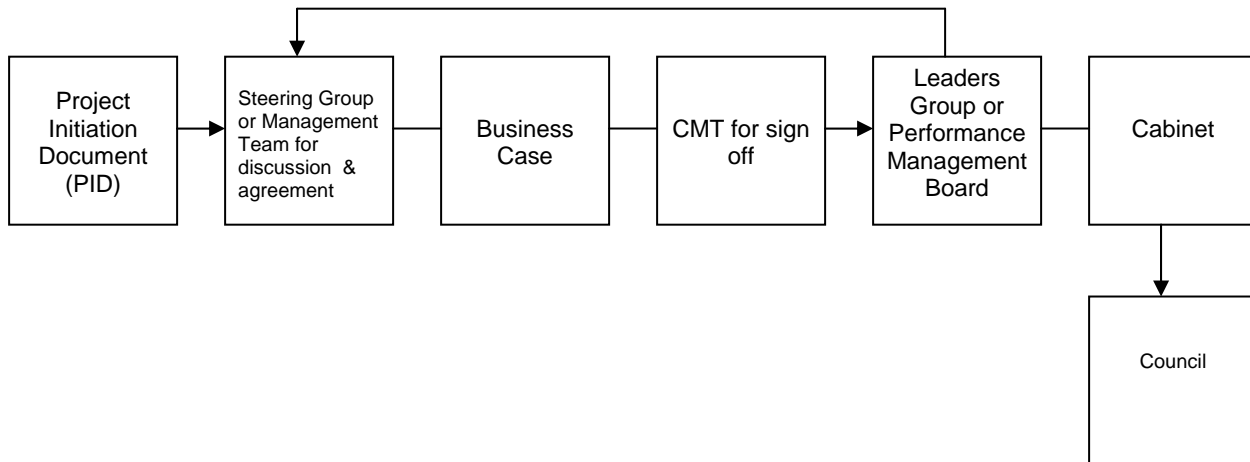 Project
Initiation
Document
(PID)
Steering Group
or Management
Team for
discussion & 
agreement
Business
Case
CMT for sign
off
Leaders
Group or
Performance
Management
Board
Cabinet
Council